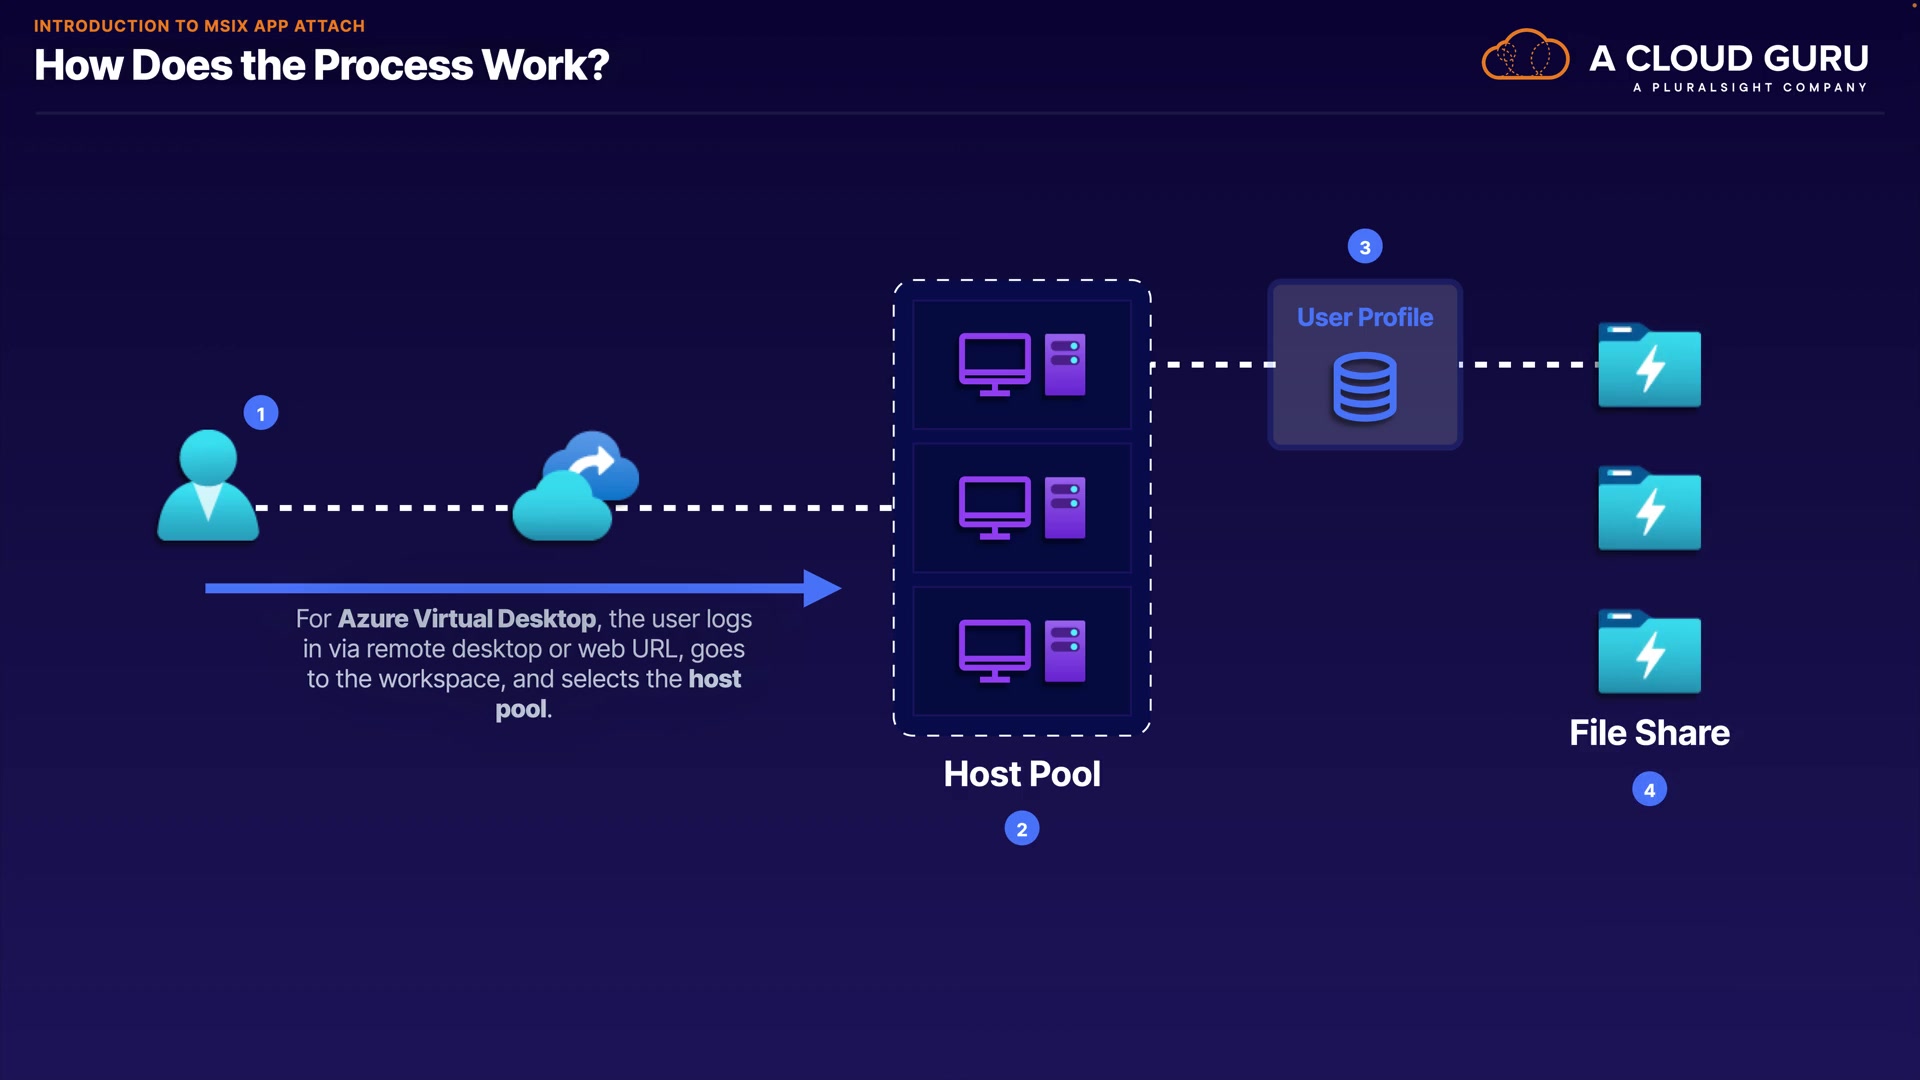 INTRODUCTION TO MSIX APP ATTACH
How Does the Process Work?
A CLOUD GURU
A PLURALSIGHT COMPANY
3
User Profile
1
For Azure Virtual Desktop, the user logs
in via remote desktop or web URL, goes
to the workspace, and selects the host
pool.
File Share
Host Pool
4
2